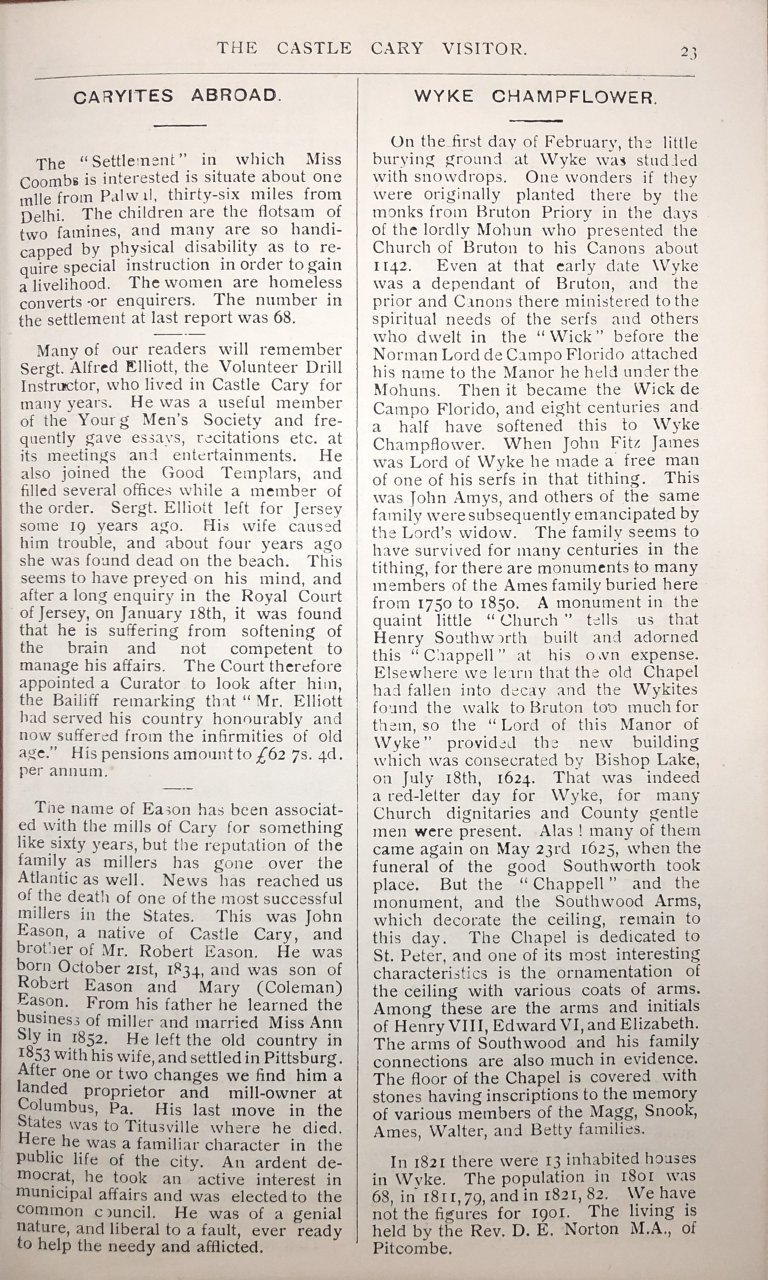 THE CASTLE CARY VISITOR. 23
CARYITES ABROAD.
The "Settlement" in which Miss
Coombs is interested is situate about one
mile from Palwal, thirty-six miles from
Delhi. The children are the flotsam of
two famines, and many are so handi-
capped by physical disability as to re-
quire special instruction in order to gain
a livelihood. The women are homeless
converts or enquirers. The number in
the settlement at last report was 68.
Many of our readers will remember
Sergt. Alfred Elliott, the Volunteer Drill
Instructor, who lived in Castle Cary for
many years. He was a useful member
of the Young Men's Society and fre-
quently gave essays, recitations etc. at
its meetings and entertainments. He
also joined the Good Templars, and
filled several offices while a member of
the order. Sergt. Elliott left for Jersey
some 19 years ago. His wife caused
him trouble, and about four years ago
she was found dead on the beach. This
seems to have preyed on his mind, and
after a long enquiry in the Royal Court
of Jersey, on January 18th, it was found
that he is suffering from softening of
the brain and not competent to
manage his affairs. The Court therefore
appointed a Curator to look after him,
the Bailiff remarking that "Mr. Elliott
had served his country honourably and
now suffered from the infirmities of old
age." His pensions amount to £62 7s. 4d.
per annum.
The name of Eason has been associat-
ed with the mills of Cary for something
like sixty years, but the reputation of the
family as millers has gone over the
Atlantic as well. News has reached us
of the death of one of the most successful
millers in the States. This was John
Eason, a native of Castle Cary, and
brother of Mr. Robert Eason. He was
born October 21st, 1834, and was son of
Robert Eason and Mary (Coleman)
Eason. From his father he learned the
business of miller and married Miss Ann
Sly in 1852. He left the old country in
1853 with his wife, and settled in Pittsburg.
After one or two changes we find him a
landed proprietor and mill-owner at
Columbus, Pa. His last move in the
States was to Titusville where he died.
Here he was a familiar character in the
public life of the city. An ardent de-
mocrat, he took an active interest in
municipal affairs and was elected to the
common council. He was of a genial
nature, and liberal to a fault, ever ready
to help the needy and afflicted.
WYKE CHAMPFLOWER.
On the first day of February, the little
burying ground at Wyke was studded
with snowdrops. One wonders if they
were originally planted there by the
monks from Bruton Priory in the days
of the lordly Mohun who presented the
Church of Bruton to his Canons about
1142. Even at that early date Wyke
was a dependant of Bruton, and the
prior and Canons there ministered to the
spiritual needs of the serfs and others
who dwelt in the "Wick" before the
Norman Lord de Campo Florido attached
his name to the Manor he held under the
Mohuns. Then it became the Wick de
Campo Florido, and eight centuries and
a half have softened this to Wyke
Champflower. When John Fitz James
was Lord of Wyke he made a free man
of one of his serfs in that tithing. This
was John Amys, and others of the same
family were subsequently emancipated by
the Lord's widow. The family seems to
have survived for many centuries in the
tithing, for there are monuments to many
members of the Ames family buried here
from 1750 to 1850. A monument in the
quaint little "Church" tells us that
Henry Southworth built and adorned
this "Chappell" at his own expense.
Elsewhere we learn that the old Chapel
had fallen into decay and the Wykites
found the walk to Bruton too much for
them, so the "Lord of this Manor of
Wyke" provided the new building
which was consecrated by Bishop Lake,
on July 18th, 1624. That was indeed
a red-letter day for Wyke, for many
Church dignitaries and County gentle
men were present. Alas! many of them
came again on May 23rd 1625, when the
funeral of the good Southworth took
place. But the "Chappell" and the
monument, and the Southwood Arms,
which decorate the ceiling, remain to
this day. The Chapel is dedicated to
St. Peter, and one of its most interesting
characteristics is the ornamentation of
the ceiling with various coats of arms.
Among these are the arms and initials
of Henry VIII, Edward VI, and Elizabeth.
The arms of Southwood and his family
connections are also much in evidence.
The floor of the Chapel is covered with
stones having inscriptions to the memory
of various members of the Magg, Snook,
Ames, Walter, and Betty families.
In 1821 there were 13 inhabited houses
in Wyke. The population in 1801 was
68, in 1811, 79, and in 1821, 82. We have
not the figures for 1901. The living is
held by the Rev. D. E. Norton M.A., of
Pitcombe.